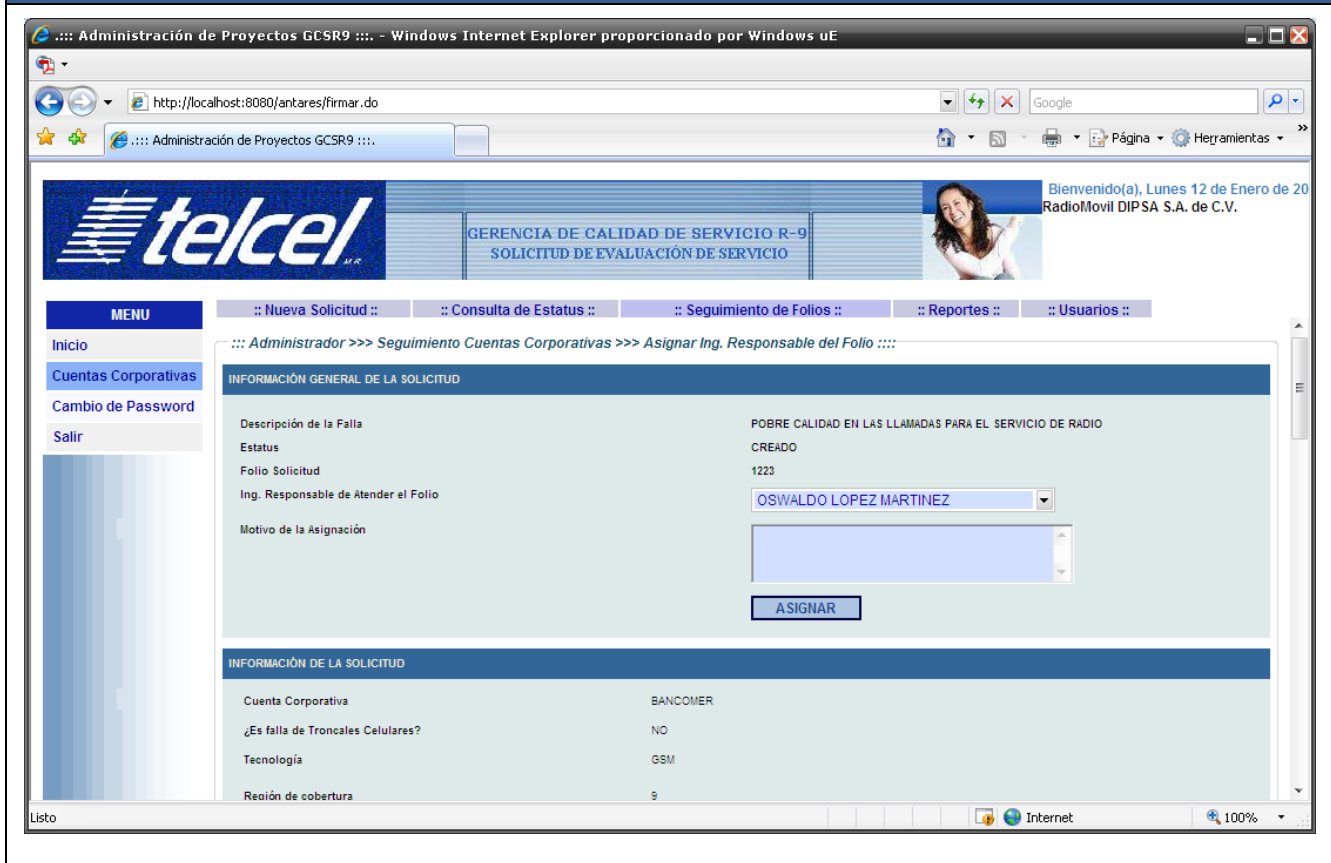 .::: Administración de Proyectos GCSR9 :::. - Windows Internet Explorer proporcionado por Windows uE
http://localhost:8080/antares/firmar.do
Google
.::: Administración de Proyectos GCSR9 :::.
Página
Herramientas
»
telcel
M.R.
GERENCIA DE CALIDAD DE SERVICIO R-9
SOLICITUD DE EVALUACIÓN DE SERVICIO
Bienvenido(a), Lunes 12 de Enero de 20
RadioMovil DIPSA S.A. de C.V.
MENU
:: Nueva Solicitud :: :: Consulta de Estatus :: :: Seguimiento de Folios :: :: Reportes :: :: Usuarios ::
Inicio
Cuentas Corporativas
Cambio de Password
Salir
::: Administrador >>> Seguimiento Cuentas Corporativas >>> Asignar Ing. Responsable del Folio ::::
INFORMACIÓN GENERAL DE LA SOLICITUD
Descripción de la Falla POBRE CALIDAD EN LAS LLAMADAS PARA EL SERVICIO DE RADIO
Estatus CREADO
Folio Solicitud 1223
Ing. Responsable de Atender el Folio OSWALDO LOPEZ MARTINEZ
Motivo de la Asignación
ASIGNAR
INFORMACIÓN DE LA SOLICITUD
Cuenta Corporativa BANCOMER
¿Es falla de Troncales Celulares? NO
Tecnología GSM
Región de cobertura 9
Listo Internet 100%